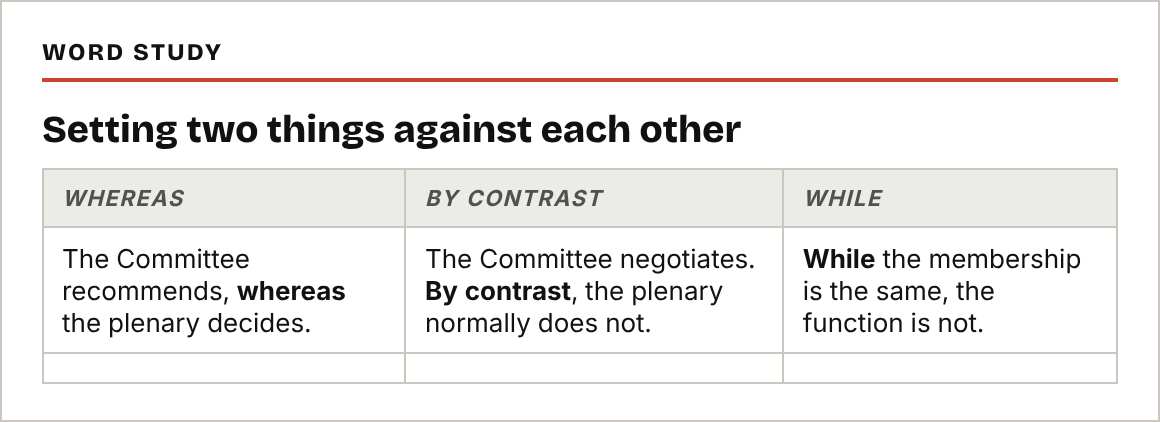 WORD STUDY
Setting two things against each other
WHEREAS
BY CONTRAST
WHILE
The Committee
recommends, whereas
the plenary decides.
The Committee negotiates.
By contrast, the plenary
normally does not.
While the membership
is the same, the
function is not.